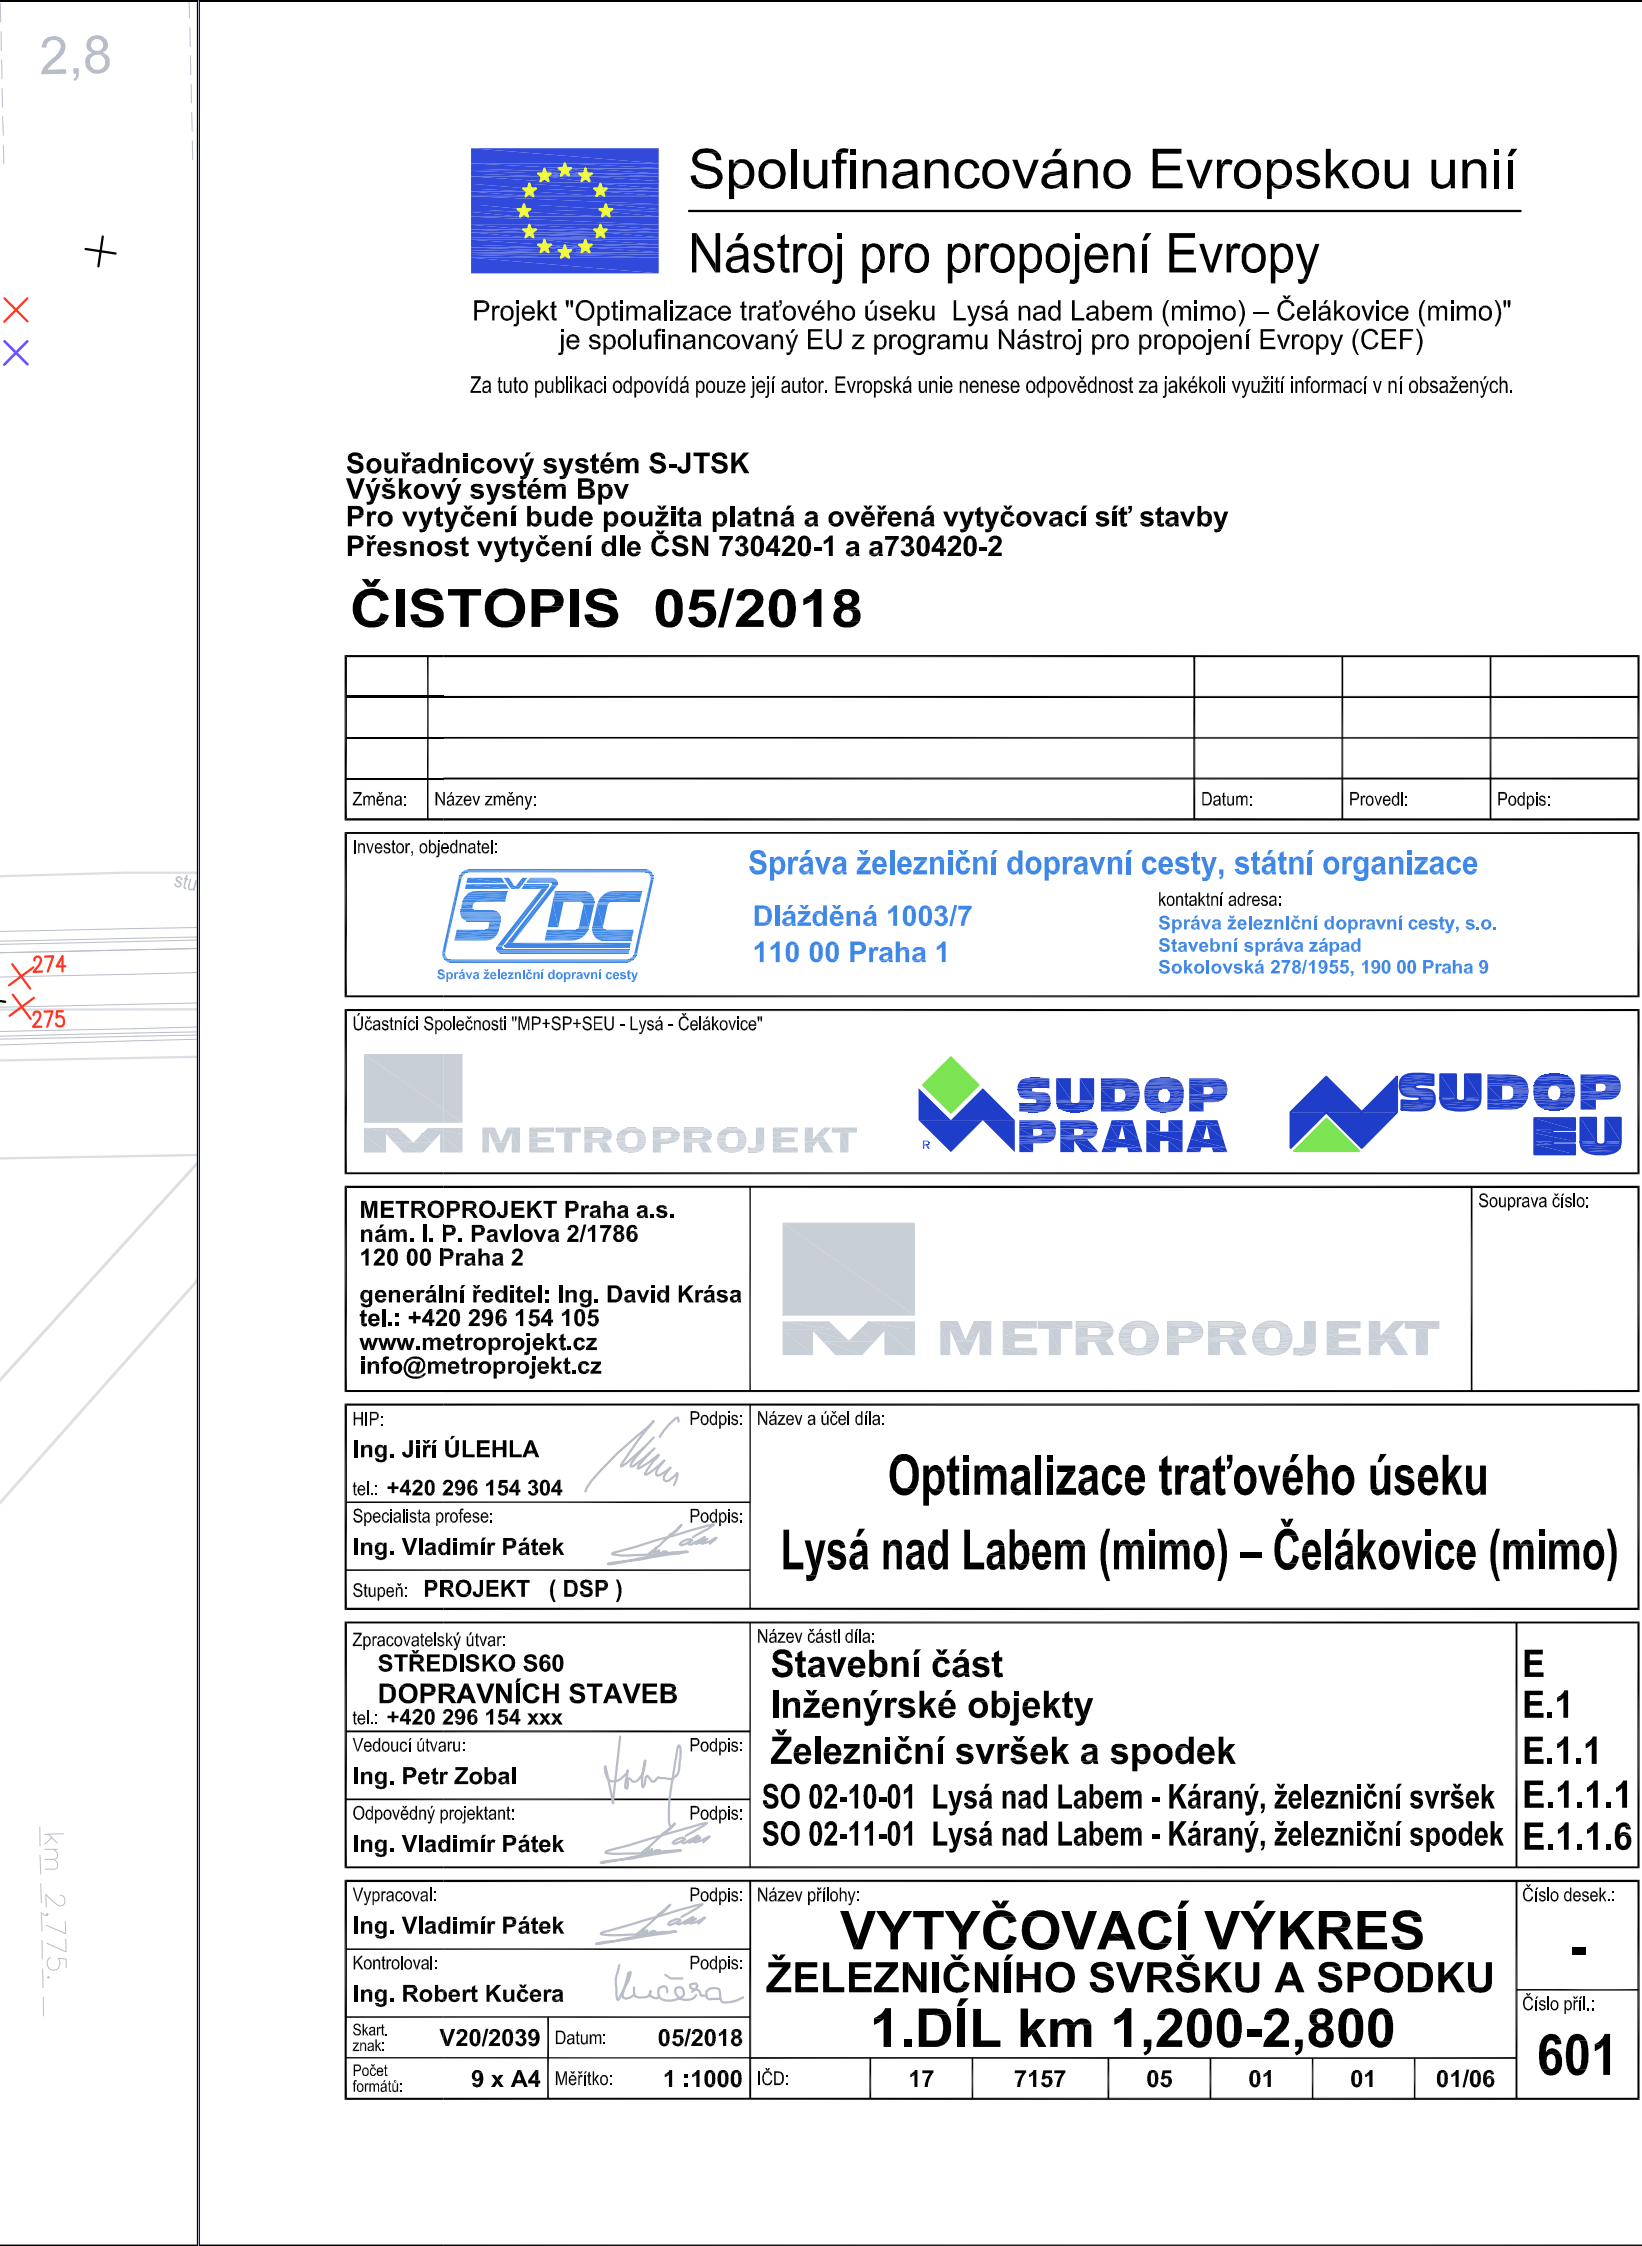 2,8
Spolufinancováno Evropskou unií
Nástroj pro propojení Evropy
Projekt "Optimalizace traťového úseku Lysá nad Labem (mimo) – Čelákovice (mimo)"
je spolufinancovaný EU z programu Nástroj pro propojení Evropy (CEF)
Za tuto publikaci odpovídá pouze její autor. Evropská unie nenese odpovědnost za jakékoli využití informací v ní obsažených.
Souřadnicový systém S-JTSK
Výškový systém Bpv
Pro vytyčení bude použita platná a ověřená vytyčovací síť stavby
Přesnost vytyčení dle ČSN 730420-1 a a730420-2
ČISTOPIS 05/2018
Změna: Název změny: Datum: Provedl: Podpis:
Investor, objednatel:
SŽDC
Správa železniční dopravní cesty
Správa železniční dopravní cesty, státní organizace
Dlážděná 1003/7
110 00 Praha 1
kontaktní adresa:
Správa železniční dopravní cesty, s.o.
Stavební správa západ
Sokolovská 278/1955, 190 00 Praha 9
stu
274
275
Účastníci Společnosti "MP+SP+SEU - Lysá - Čelákovice"
METROPROJEKT
SUDOP
PRAHA
R
SUDOP
EU
METROPROJEKT Praha a.s.
nám. I. P. Pavlova 2/1786
120 00 Praha 2
generální ředitel: Ing. David Krása
tel.: +420 296 154 105
www.metroprojekt.cz
info@metroprojekt.cz
METROPROJEKT
Souprava číslo:
HIP: Podpis:
Ing. Jiří ÚLEHLA
tel.: +420 296 154 304
Specialista profese: Podpis:
Ing. Vladimír Pátek
Stupeň: PROJEKT ( DSP )
Název a účel díla:
Optimalizace traťového úseku
Lysá nad Labem (mimo) – Čelákovice (mimo)
Zpracovatelský útvar:
STŘEDISKO S60
DOPRAVNÍCH STAVEB
tel.: +420 296 154 xxx
Vedoucí útvaru: Podpis:
Ing. Petr Zobal
Odpovědný projektant: Podpis:
Ing. Vladimír Pátek
Název části díla:
Stavební část E
Inženýrské objekty E.1
Železniční svršek a spodek E.1.1
SO 02-10-01 Lysá nad Labem - Káraný, železniční svršek E.1.1.1
SO 02-11-01 Lysá nad Labem - Káraný, železniční spodek E.1.1.6
km 2,775
Vypracoval: Podpis:
Ing. Vladimír Pátek
Kontroloval: Podpis:
Ing. Robert Kučera
Kučera
Skart. znak: V20/2039 Datum: 05/2018
Počet formátů: 9 x A4 Měřítko: 1 :1000
Název přílohy:
VYTYČOVACÍ VÝKRES
ŽELEZNIČNÍHO SVRŠKU A SPODKU
1.DÍL km 1,200-2,800
IČD: 17 7157 05 01 01 01/06
Číslo desek.:
-
Číslo příl.:
601